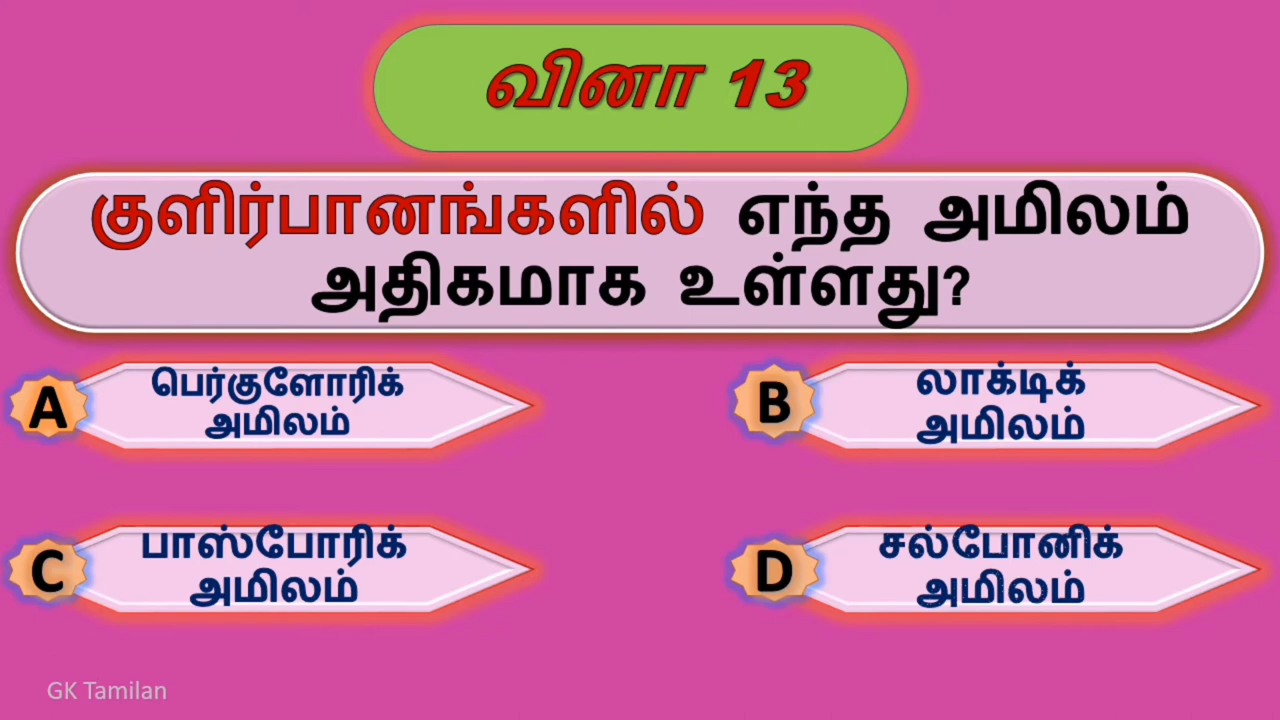 வினா 13
குளிர்பானங்களில் எந்த அமிலம்
அதிகமாக உள்ளது?
A
பெர்குளோரிக்
அமிலம்
B
லாக்டிக்
அமிலம்
C
பாஸ்போரிக்
அமிலம்
D
சல்போனிக்
அமிலம்
GK Tamilan